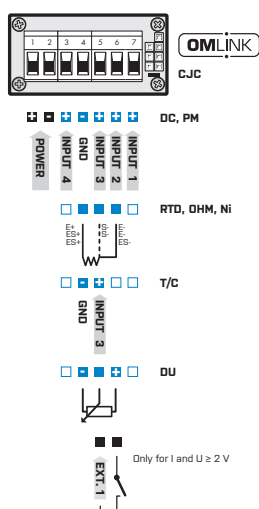 1 2 3 4 5 6 7
OMLINK
CJC
+ - + - + + +
DC, PM
POWER
INPUT 4
GND
INPUT 3
INPUT 2
INPUT 1
RTD, OHM, Ni
E+ S- E-
ES+ IS- E-
ES+ ES-
- +
T/C
GND
INPUT 3
- +
DU
Only for I and U ≥ 2 V
EXT. 1